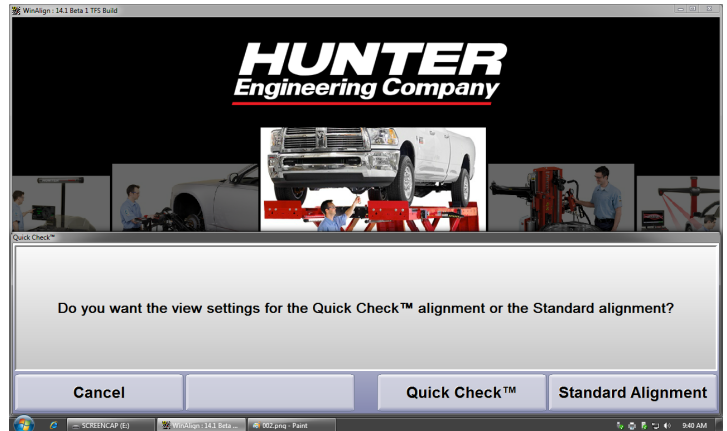 WinAlign : 14.1 Beta 1 TFS Build
HUNTER
Engineering Company
Quick Check™
Do you want the view settings for the Quick Check™ alignment or the Standard alignment?
Cancel
Quick Check™
Standard Alignment
SCREENCAP (E:)
WinAlign : 14.1 Beta ...
002.png - Paint
9:40 AM